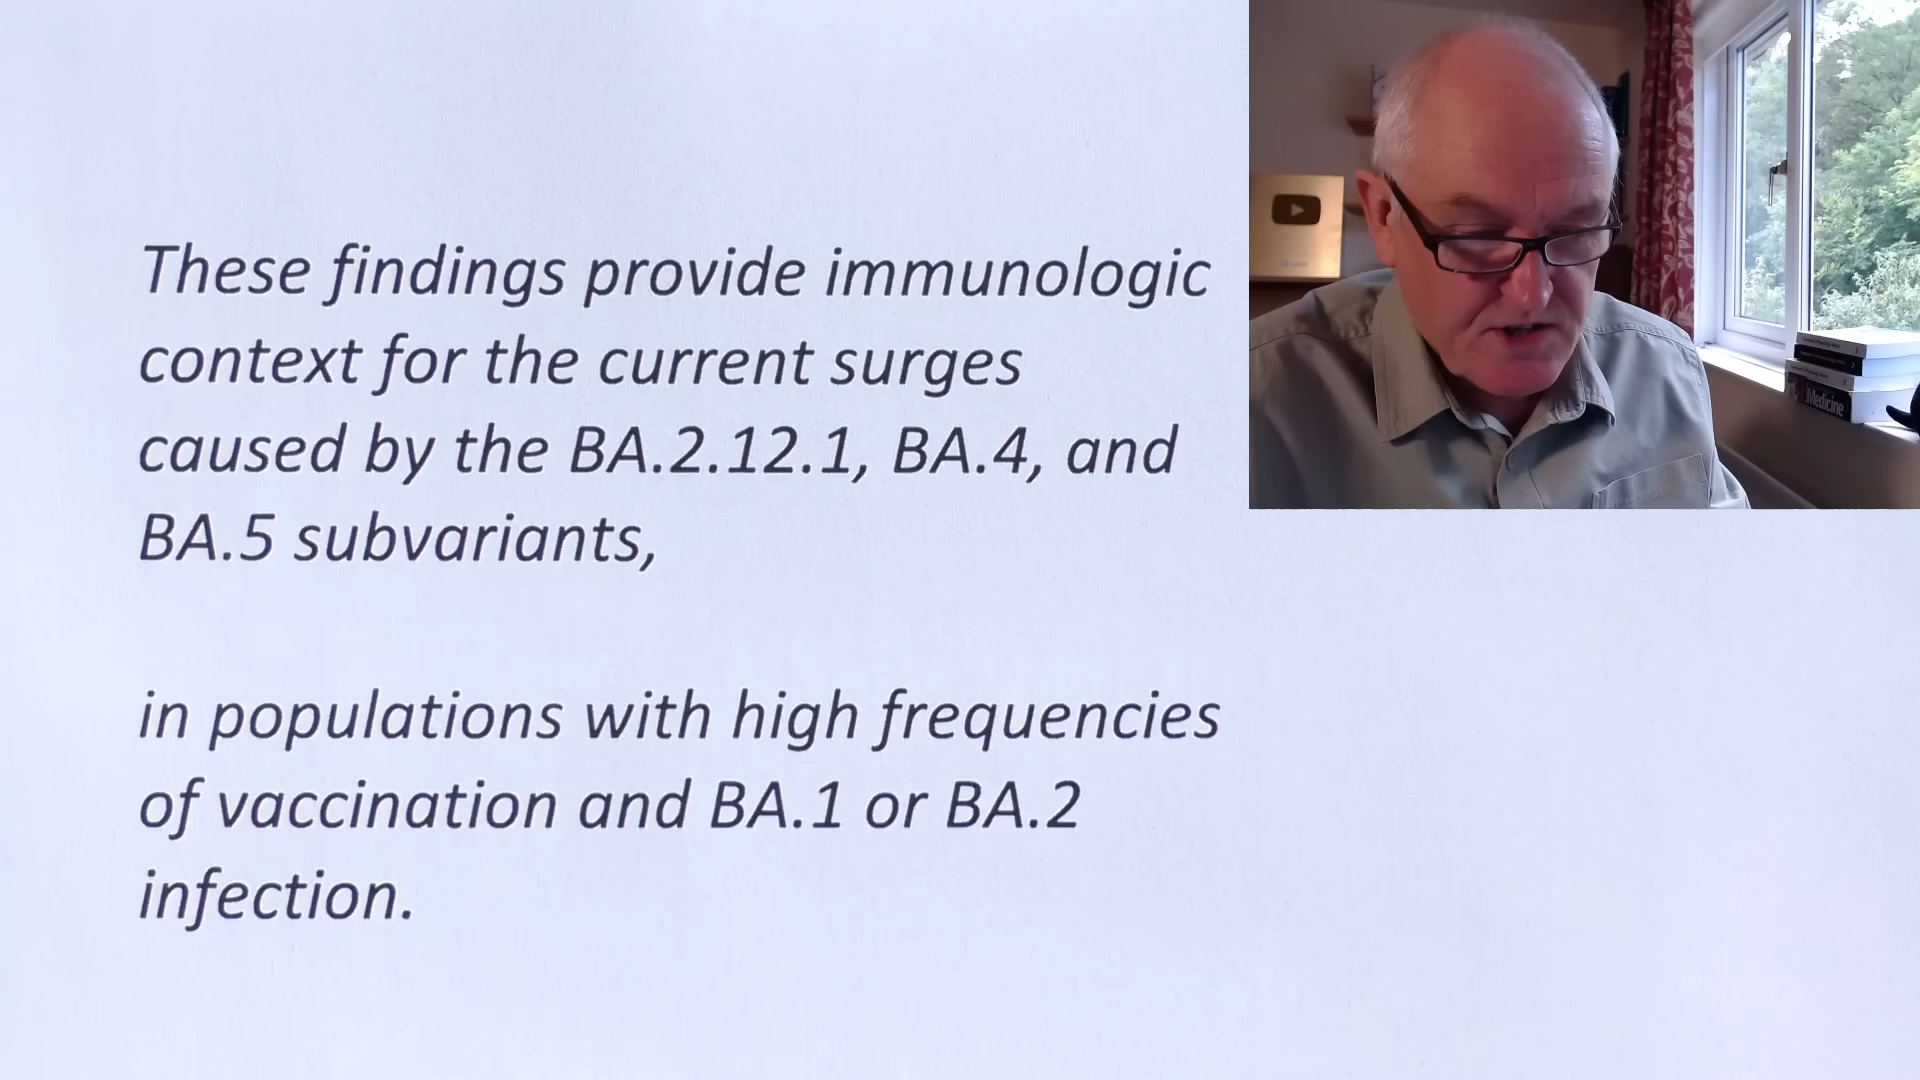 These findings provide immunologic
context for the current surges
caused by the BA.2.12.1, BA.4, and
BA.5 subvariants,
in populations with high frequencies
of vaccination and BA.1 or BA.2
infection.
Medicine